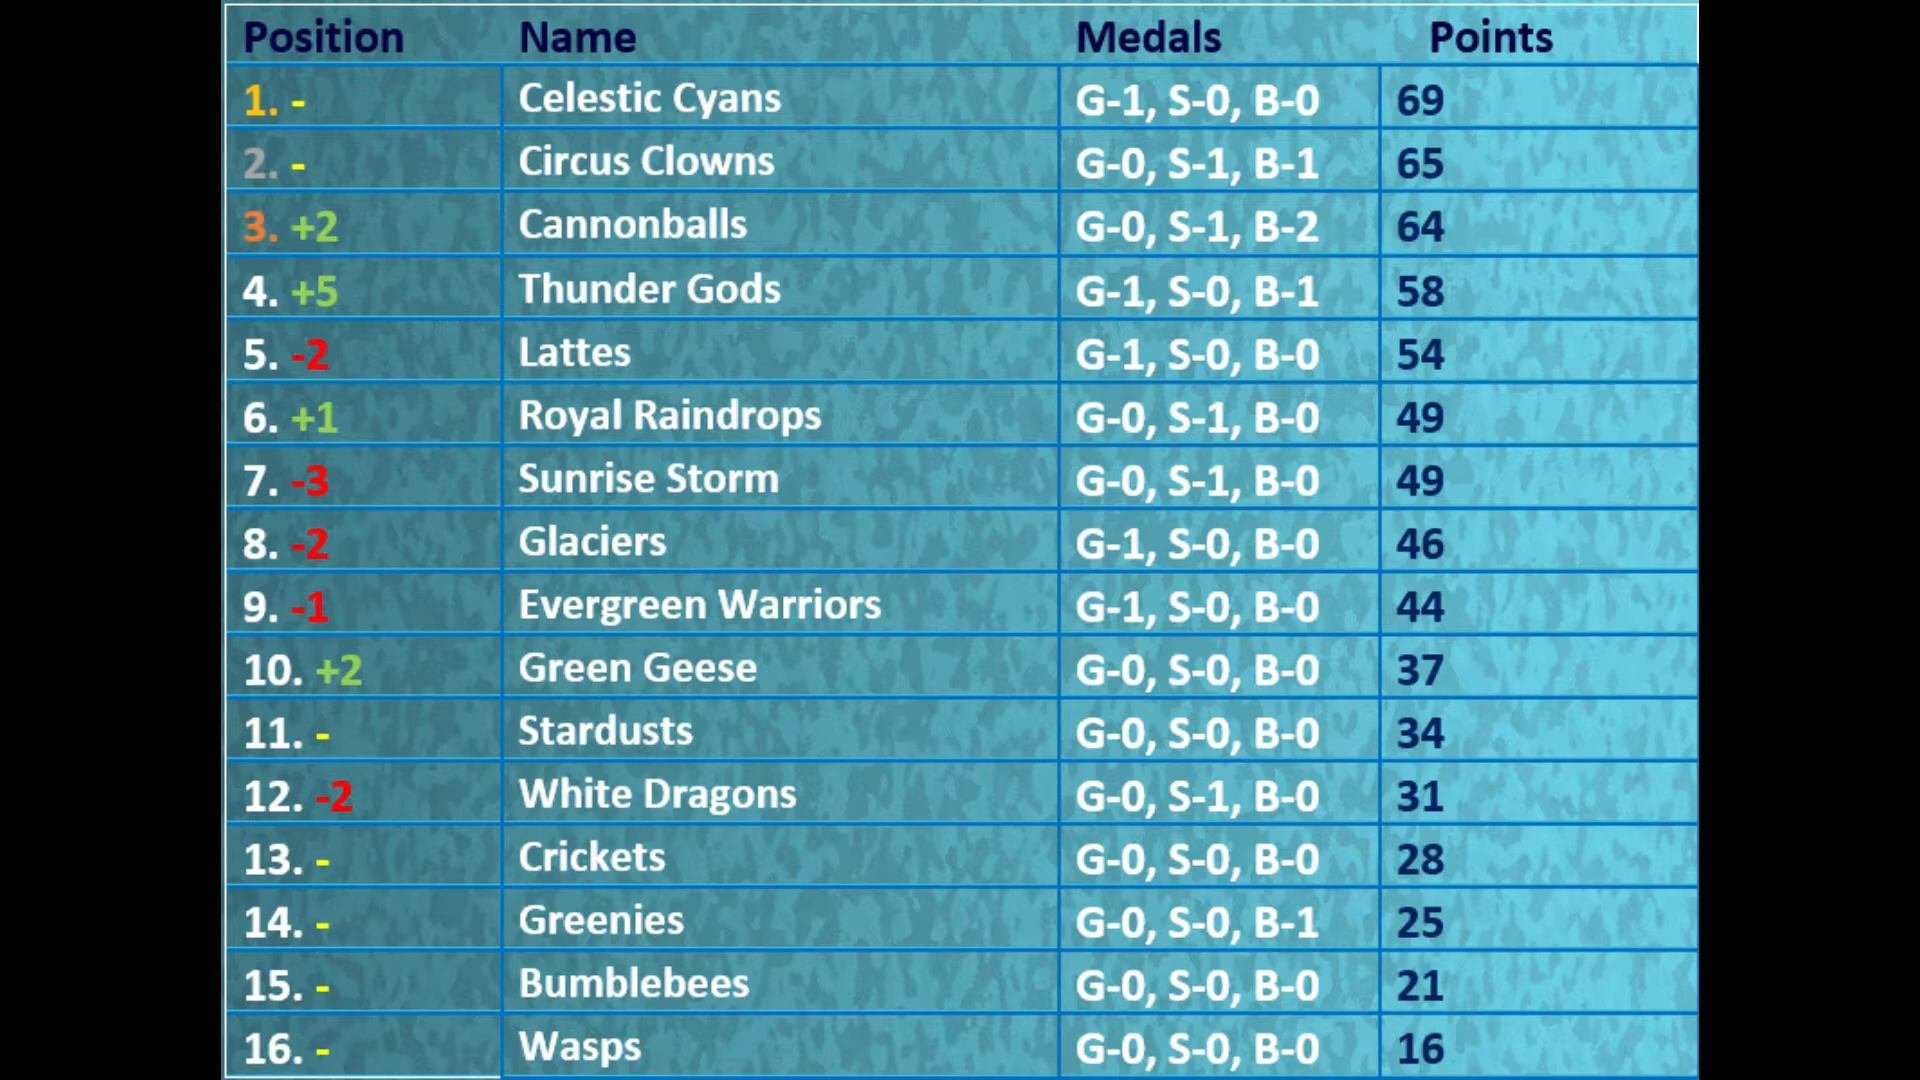 Position Name Medals Points
1. - Celestic Cyans G-1, S-0, B-0 69
2. - Circus Clowns G-0, S-1, B-1 65
3. +2 Cannonballs G-0, S-1, B-2 64
4. +5 Thunder Gods G-1, S-0, B-1 58
5. -2 Lattes G-1, S-0, B-0 54
6. +1 Royal Raindrops G-0, S-1, B-0 49
7. -3 Sunrise Storm G-0, S-1, B-0 49
8. -2 Glaciers G-1, S-0, B-0 46
9. -1 Evergreen Warriors G-1, S-0, B-0 44
10. +2 Green Geese G-0, S-0, B-0 37
11. - Stardusts G-0, S-0, B-0 34
12. -2 White Dragons G-0, S-1, B-0 31
13. - Crickets G-0, S-0, B-0 28
14. - Greenies G-0, S-0, B-1 25
15. - Bumblebees G-0, S-0, B-0 21
16. - Wasps G-0, S-0, B-0 16